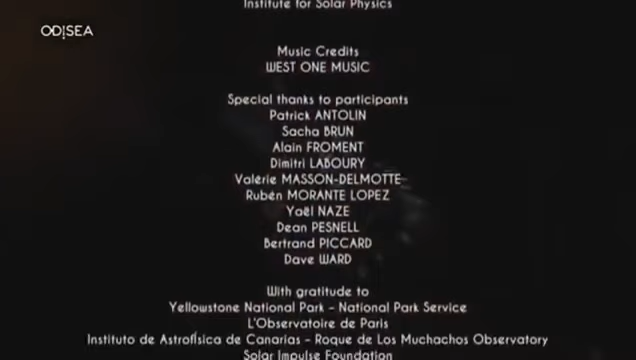 Institute for Solar Physics
OD!SEA
Music Credits
WEST ONE MUSIC
Special thanks to participants
Patrick ANTOLIN
Sacha BRUN
Alain FROMENT
Dimitri LABOURY
Valérie MASSON-DELMOTTE
Rubén MORANTE LOPEZ
Yaël NAZE
Dean PESNELL
Bertrand PICCARD
Dave WARD
With gratitude to
Yellowstone National Park - National Park Service
L'Observatoire de Paris
Instituto de Astrofísica de Canarias - Roque de Los Muchachos Observatory
Solar Impulse Foundation